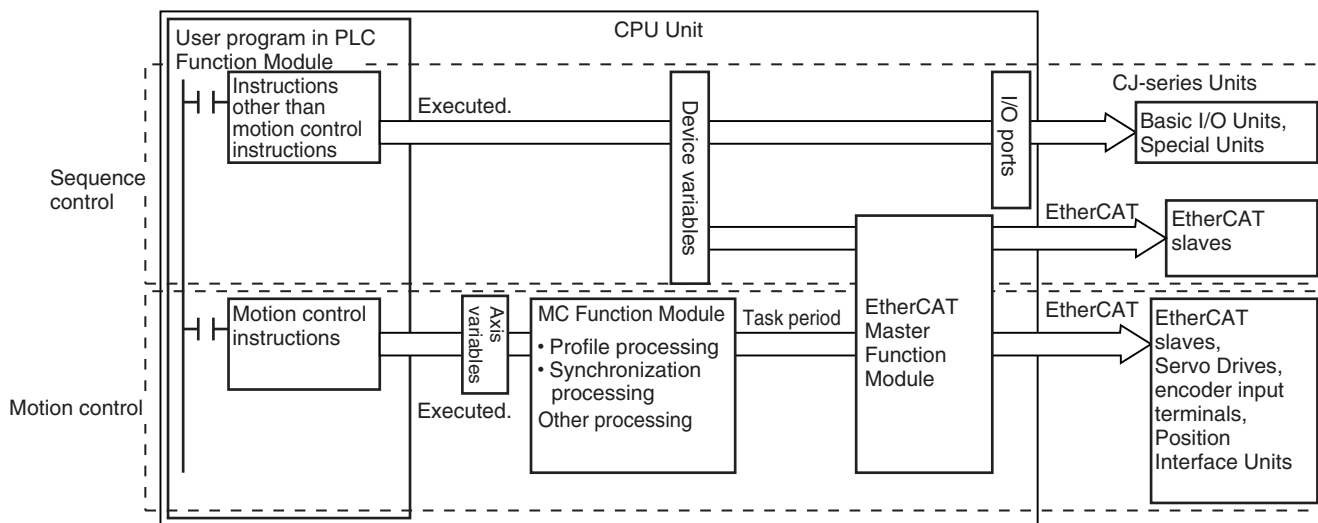 CPU Unit
User program in PLC
Function Module
Sequence
control
Instructions
other than
motion control
instructions
Executed.
Device variables
I/O ports
CJ-series Units
Basic I/O Units,
Special Units
EtherCAT
EtherCAT
slaves
Motion control
Motion control
instructions
Axis
variables
Executed.
MC Function Module
• Profile processing
• Synchronization
processing
Other processing
Task period
EtherCAT
Master
Function
Module
EtherCAT
EtherCAT
slaves,
Servo Drives,
encoder input
terminals,
Position
Interface Units